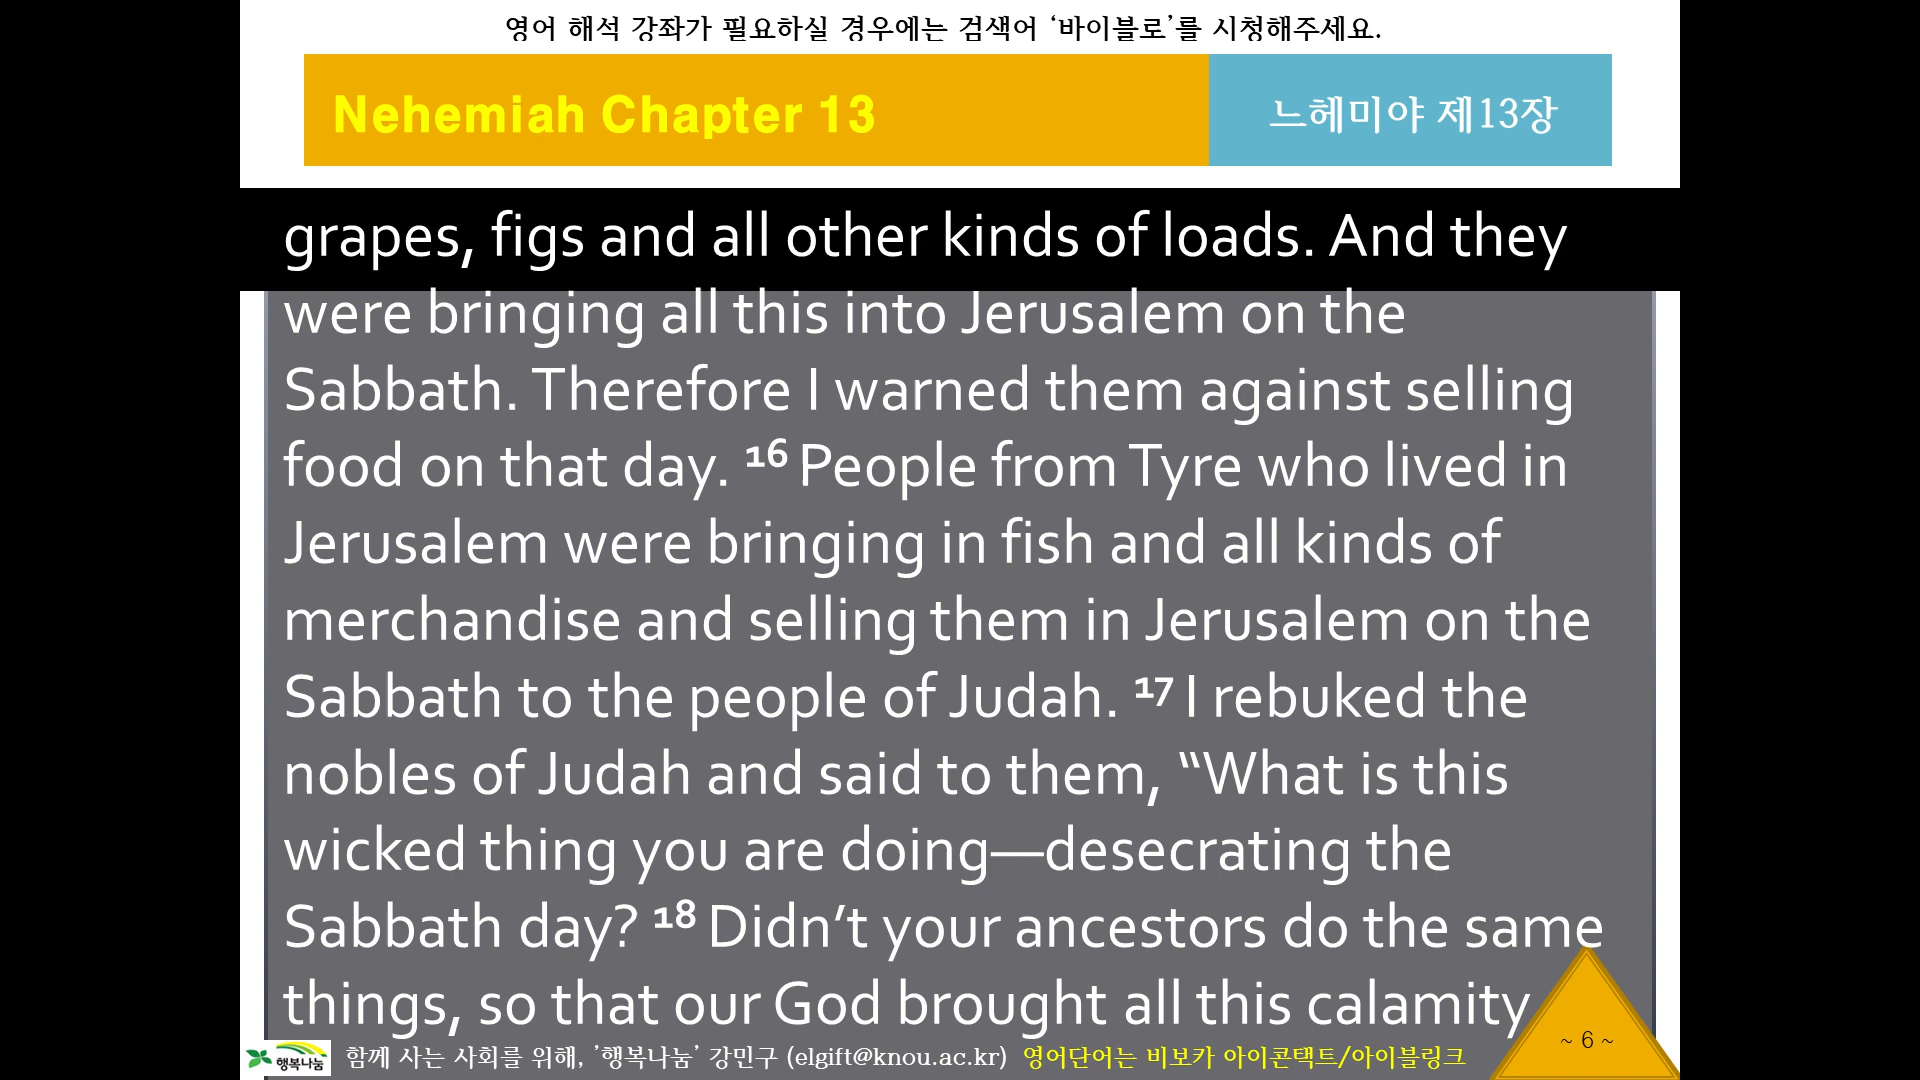 영어 해석 강좌가 필요하실 경우에는 검색어 ‘바이블로’를 시청해주세요.
Nehemiah Chapter 13
느헤미야 제13장
grapes, figs and all other kinds of loads. And they
were bringing all this into Jerusalem on the
Sabbath. Therefore I warned them against selling
food on that day. 16 People from Tyre who lived in
Jerusalem were bringing in fish and all kinds of
merchandise and selling them in Jerusalem on the
Sabbath to the people of Judah. 17 I rebuked the
nobles of Judah and said to them, “What is this
wicked thing you are doing—desecrating the
Sabbath day? 18 Didn’t your ancestors do the same
things, so that our God brought all this calamity
행복나눔
함께 사는 사회를 위해, ’행복나눔’ 강민구 (elgift@knou.ac.kr) 영어단어는 비보카 아이콘택트/아이블링크
~ 6 ~